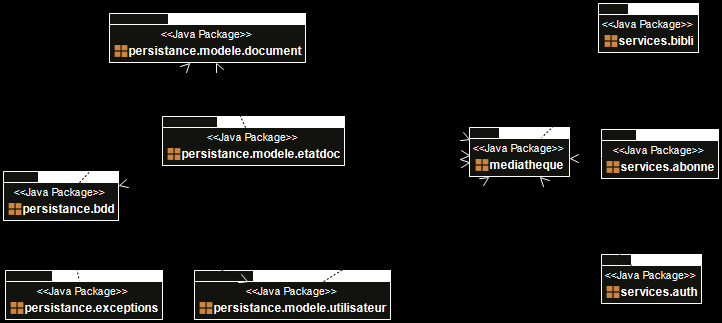 <<Java Package>>
persistance.modele.document
<<Java Package>>
services.bibli
<<Java Package>>
persistance.modele.etatdoc
<<Java Package>>
mediatheque
<<Java Package>>
services.abonne
<<Java Package>>
persistance.bdd
<<Java Package>>
persistance.exceptions
<<Java Package>>
persistance.modele.utilisateur
<<Java Package>>
services.auth